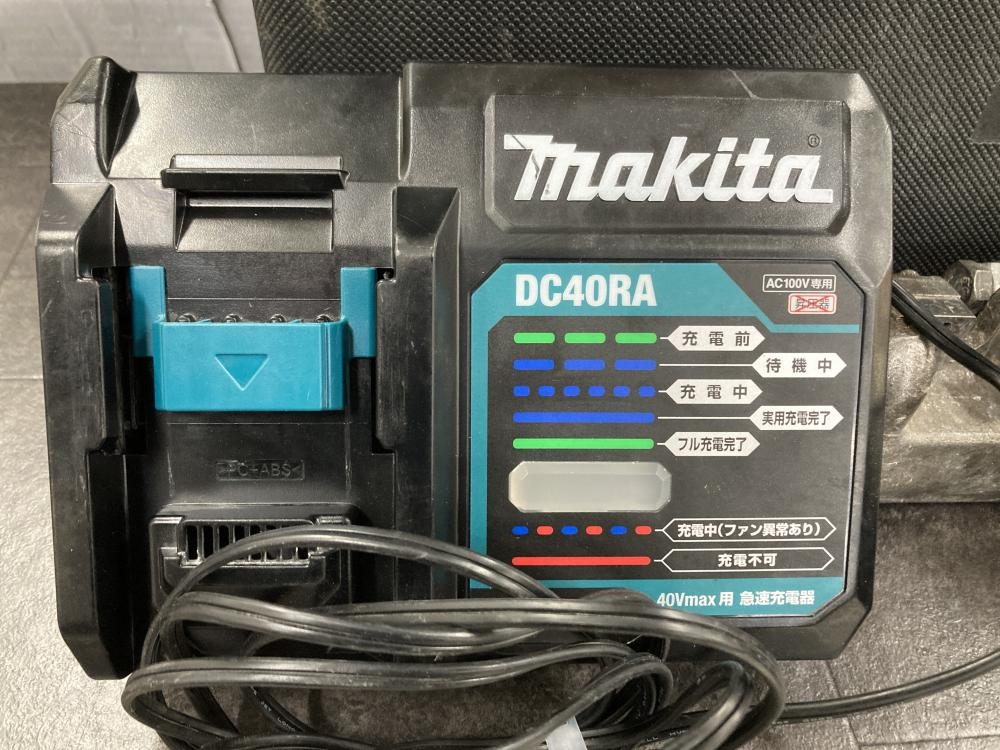 makita®
DC40RA
AC100V専用
昇圧器
充電前
待機中
充電中
実用充電完了
フル充電完了
>PC+ABS<
充電中(ファン異常あり)
充電不可
40Vmax用 急速充電器